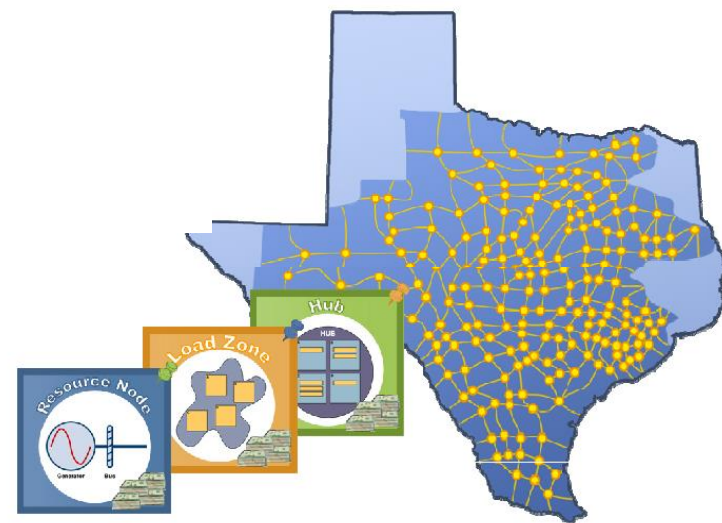 Hub
HUB
Load Zone
Resource Node
Generator
Bus